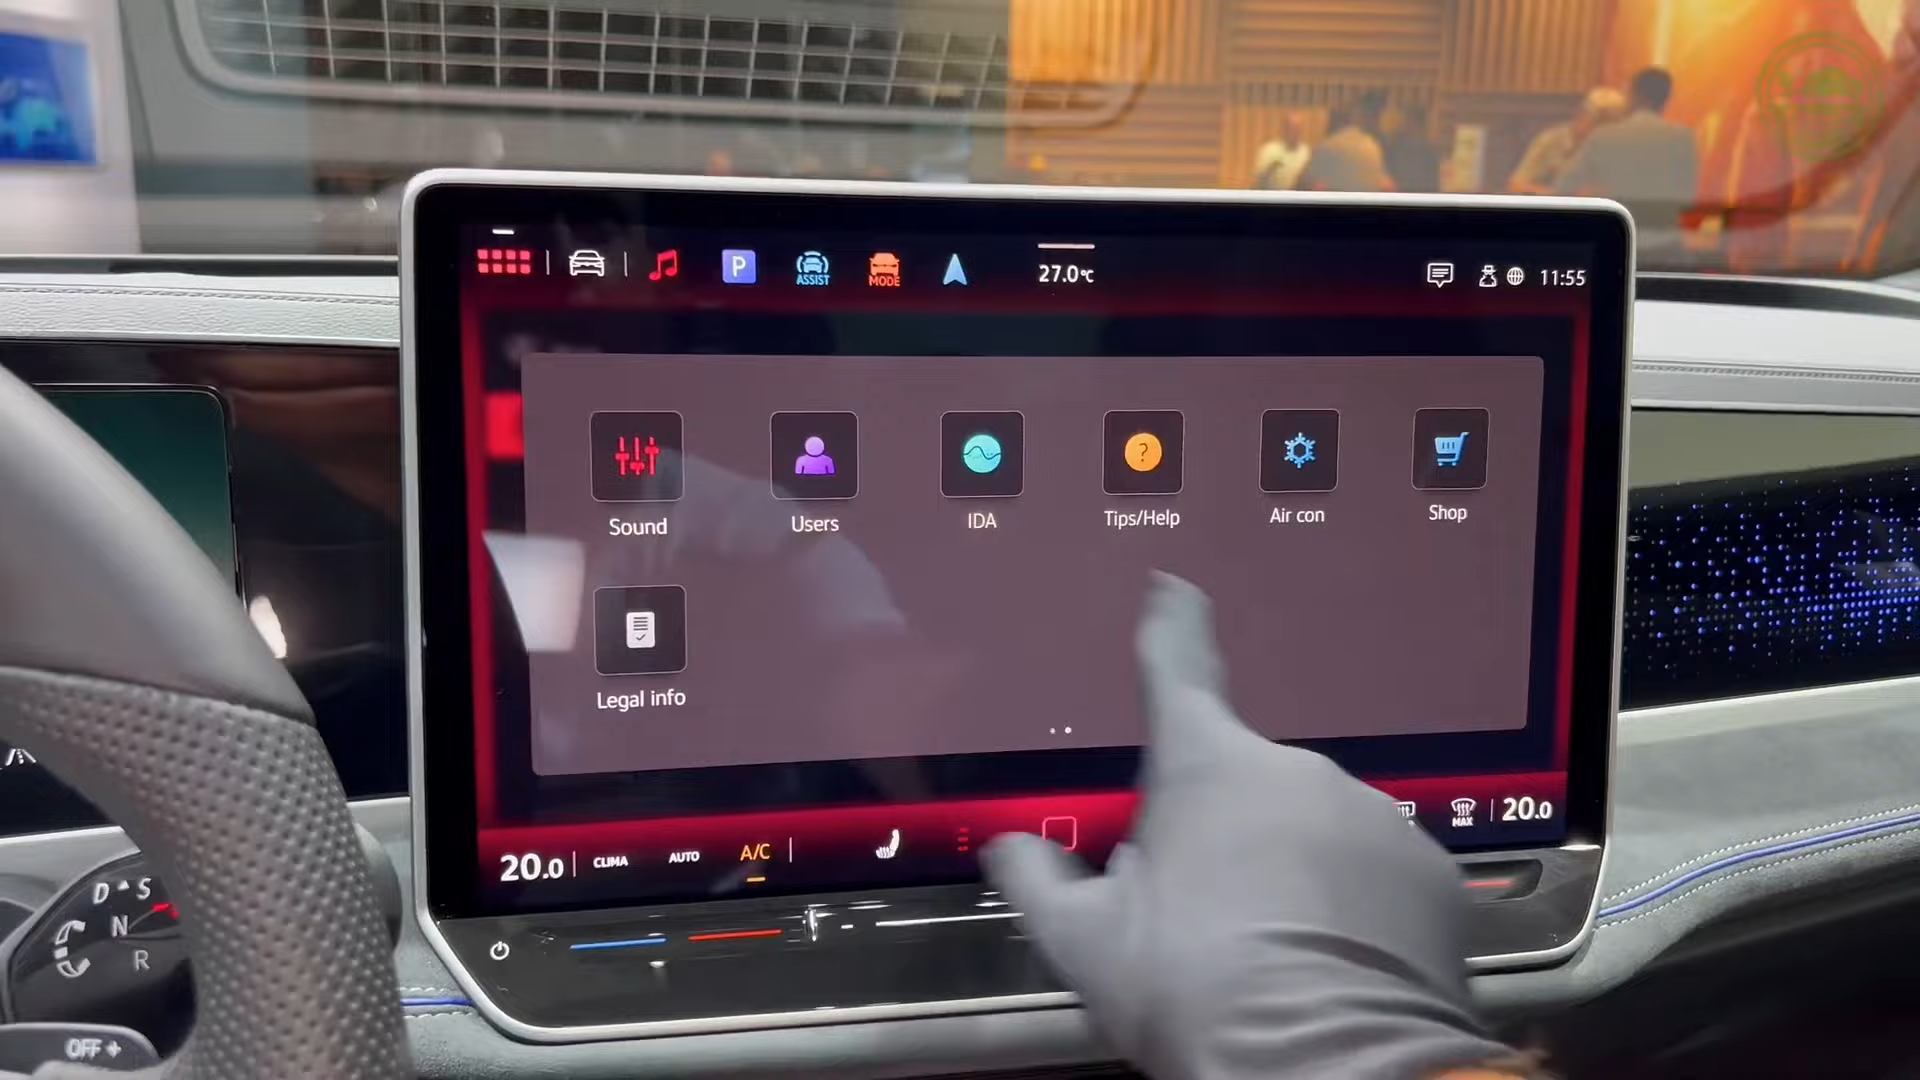 P
ASSIST
MODE
27.0°C
11:55
Sound
Users
IDA
?
Tips/Help
Air con
Shop
Legal info
20.0
CLIMA
AUTO
A/C
MAX
20.0
D
S
N
R
OFF +